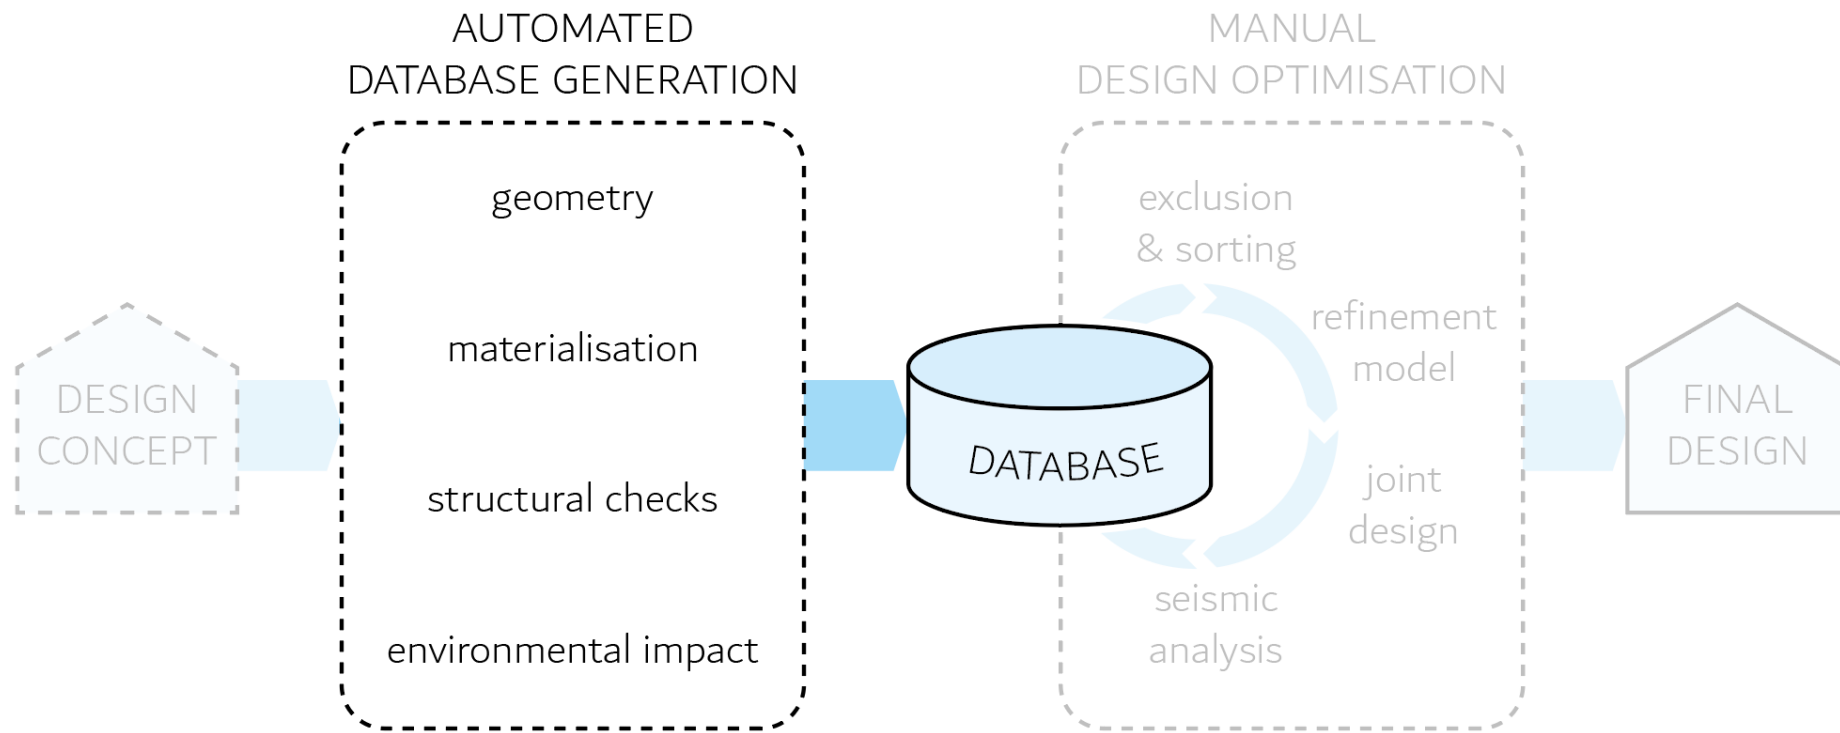 AUTOMATED
DATABASE GENERATION
geometry
materialisation
structural checks
environmental impact
MANUAL
DESIGN OPTIMISATION
exclusion
& sorting
refinement
model
joint
design
seismic
analysis
DESIGN
CONCEPT
DATABASE
FINAL
DESIGN